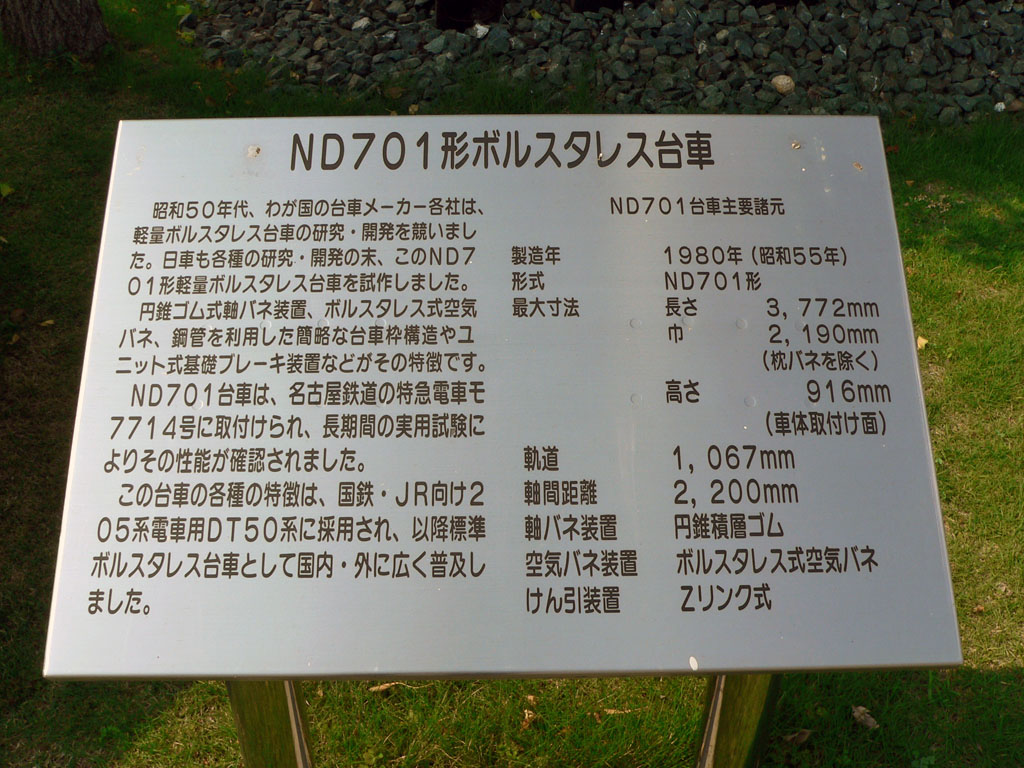 ND701形ボルスタレス台車
昭和50年代、わが国の台車メーカー各社は、
軽量ボルスタレス台車の研究・開発を競いまし
た。日車も各種の研究・開発の末、このND7
01形軽量ボルスタレス台車を試作しました。
円錐ゴム式軸バネ装置、ボルスタレス式空気
バネ、鋼管を利用した簡略な台車枠構造やユ
ニット式基礎ブレーキ装置などがその特徴です。
ND701台車は、名古屋鉄道の特急電車モ
7714号に取付けられ、長期間の実用試験に
よりその性能が確認されました。
この台車の各種の特徴は、国鉄・JR向け2
05系電車用DT50系に採用され、以降標準
ボルスタレス台車として国内・外に広く普及し
ました。
ND701台車主要諸元
製造年 1980年(昭和55年)
形式 ND701形
最大寸法 長さ 3,772mm
巾 2,190mm
(枕バネを除く)
高さ 916mm
(車体取付け面)
軌道 1,067mm
軸間距離 2,200mm
軸バネ装置 円錐積層ゴム
空気バネ装置 ボルスタレス式空気バネ
けん引装置 Zリンク式